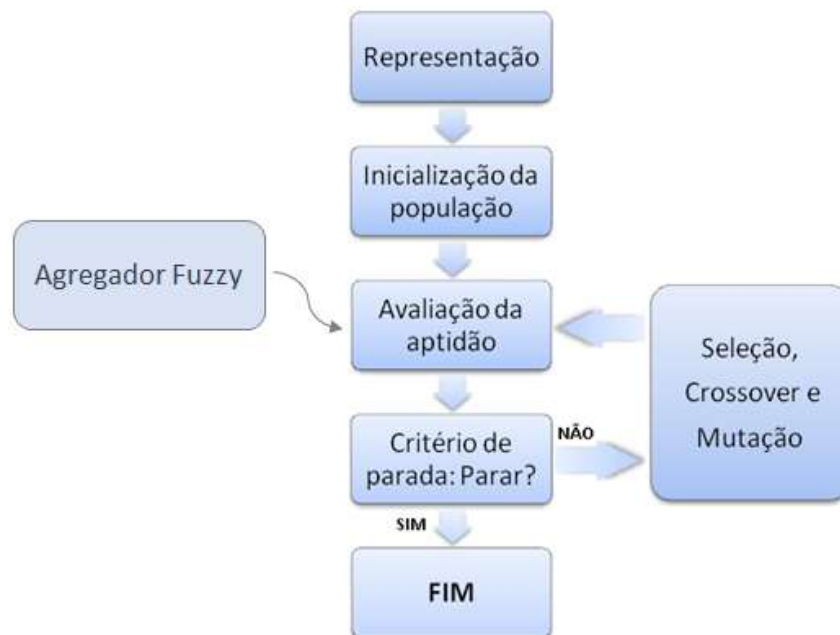 Representação
Inicialização da
população
Agregador Fuzzy
Avaliação da
aptidão
Seleção,
Crossover e
Mutação
Critério de
parada: Parar?
NÃO
SIM
FIM